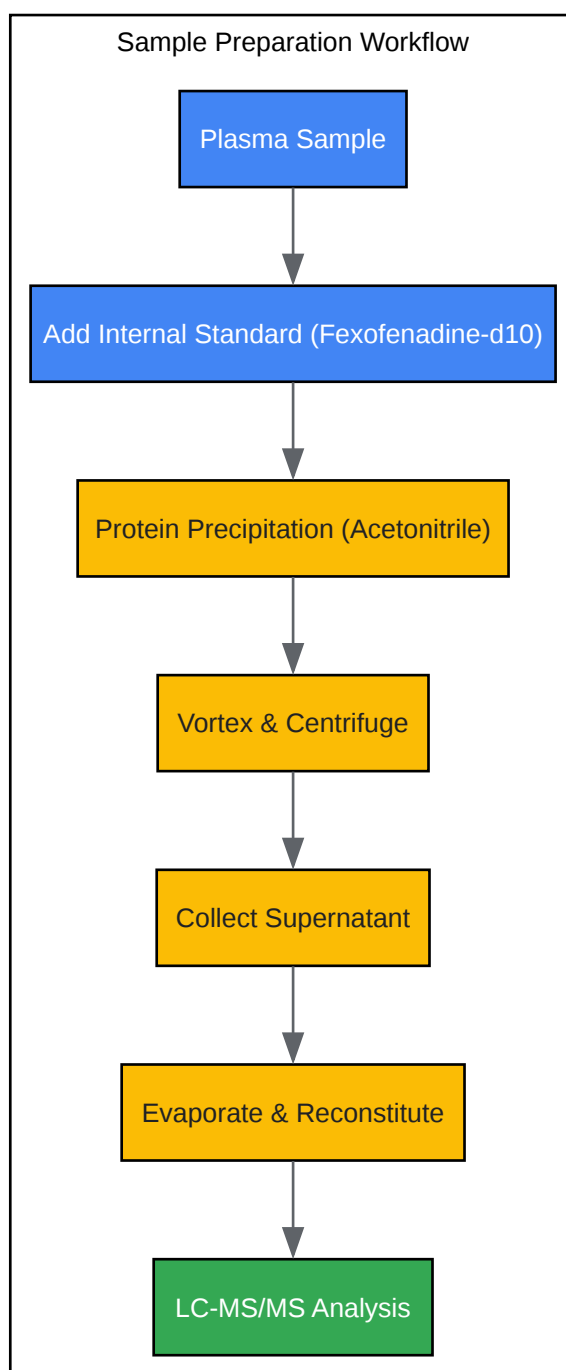 Sample Preparation Workflow
Plasma Sample
Add Internal Standard (Fexofenadine-d10)
Protein Precipitation (Acetonitrile)
Vortex & Centrifuge
Collect Supernatant
Evaporate & Reconstitute
LC-MS/MS Analysis